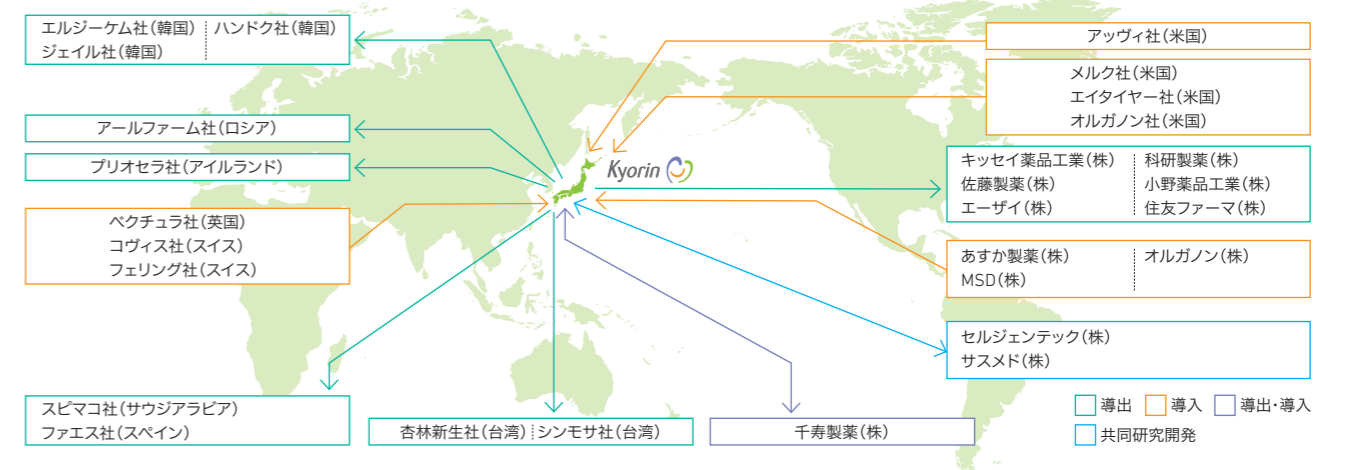 エルジーケム社(韓国) ハンドク社(韓国)
ジェイル社(韓国)
アールファーム社(ロシア)
プリオセラ社(アイルランド)
ベクチュラ社(英国)
コヴィス社(スイス)
フェリング社(スイス)
スピマコ社(サウジアラビア)
ファエス社(スペイン)
杏林新生社(台湾) シンモサ社(台湾)
千寿製薬(株)
Kyorin
アッヴィ社(米国)
メルク社(米国)
エイタイヤー社(米国)
オルガノン社(米国)
キッセイ薬品工業(株) 科研製薬(株)
佐藤製薬(株) 小野薬品工業(株)
エーザイ(株) 住友ファーマ(株)
あすか製薬(株) オルガノン(株)
MSD(株)
セルジェンテック(株)
サスメド(株)
導出 導入 導出・導入
共同研究開発